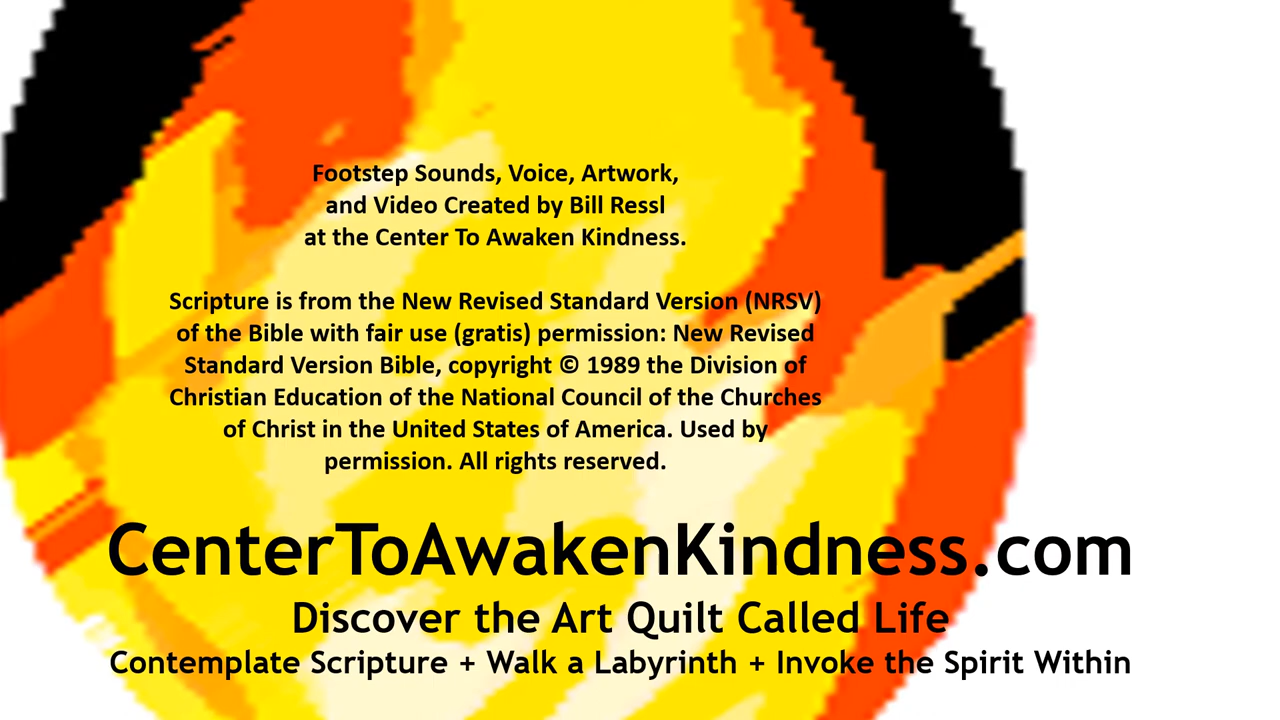 Footstep Sounds, Voice, Artwork,
and Video Created by Bill Ressl
at the Center To Awaken Kindness.
Scripture is from the New Revised Standard Version (NRSV)
of the Bible with fair use (gratis) permission: New Revised
Standard Version Bible, copyright © 1989 the Division of
Christian Education of the National Council of the Churches
of Christ in the United States of America. Used by
permission. All rights reserved.
CenterToAwakenKindness.com
Discover the Art Quilt Called Life
Contemplate Scripture + Walk a Labyrinth + Invoke the Spirit Within